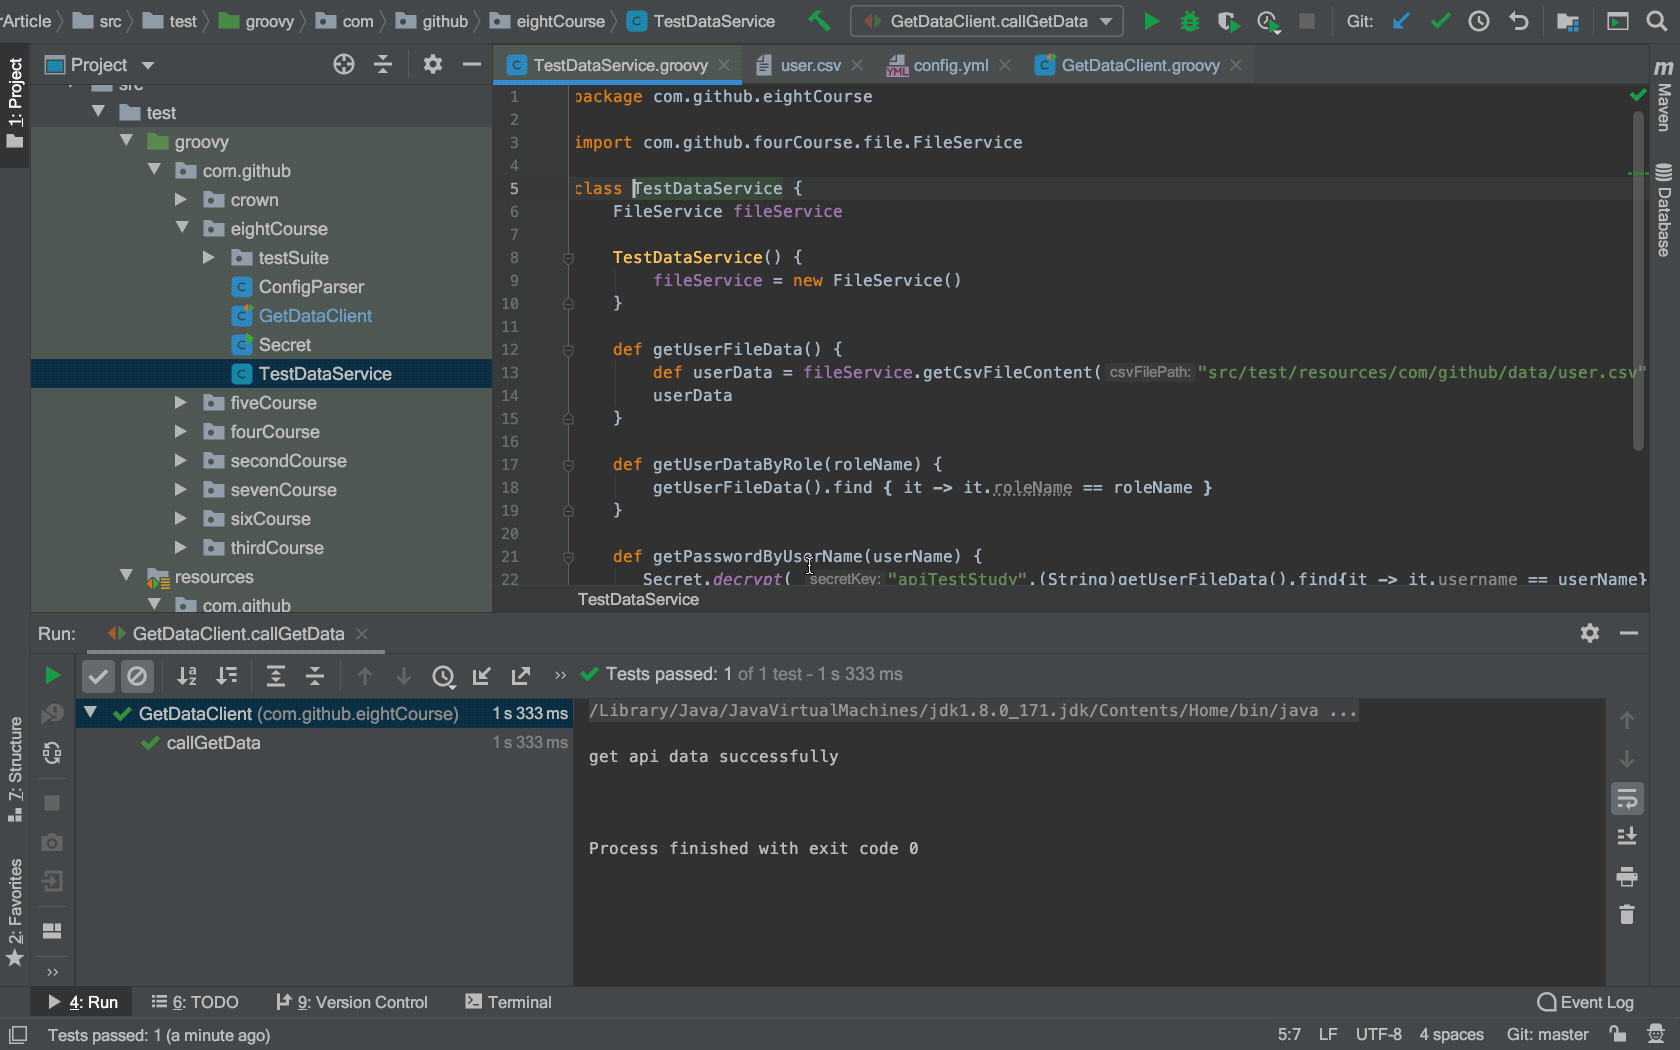 Article src test groovy com github eightCourse TestDataService GetDataClient.callGetData Git:
1: Project
Project
src
test
groovy
com.github
crown
eightCourse
testSuite
ConfigParser
GetDataClient
Secret
TestDataService
fiveCourse
fourCourse
secondCourse
sevenCourse
sixCourse
thirdCourse
resources
com.github
TestDataService.groovy user.csv config.yml GetDataClient.groovy
1 package com.github.eightCourse
2
3 import com.github.fourCourse.file.FileService
4
5 class TestDataService {
6 FileService fileService
7
8 TestDataService() {
9 fileService = new FileService()
10 }
11
12 def getUserFileData() {
13 def userData = fileService.getCsvFileContent( csvFilePath: "src/test/resources/com/github/data/user.csv"
14 userData
15 }
16
17 def getUserDataByRole(roleName) {
18 getUserFileData().find { it -> it.roleName == roleName }
19 }
20
21 def getPasswordByUserName(userName) {
22 Secret.decrypt( secretKey: "apiTestStudy",(String)getUserFileData().find{it -> it.username == userName}
TestDataService
m Maven
Database
Run: GetDataClient.callGetData
Tests passed: 1 of 1 test - 1 s 333 ms
GetDataClient (com.github.eightCourse) 1 s 333 ms
callGetData 1 s 333 ms
/Library/Java/JavaVirtualMachines/jdk1.8.0_171.jdk/Contents/Home/bin/java ...
get api data successfully
Process finished with exit code 0
7: Structure
2: Favorites
4: Run 6: TODO 9: Version Control Terminal Event Log
Tests passed: 1 (a minute ago) 5:7 LF UTF-8 4 spaces Git: master